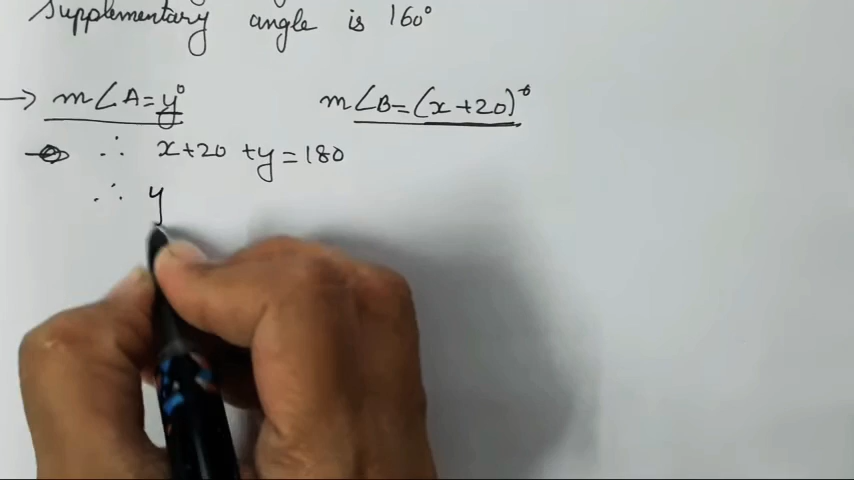 Supplementary angle is 160°
→ m∠A = y° m∠B = (x+20)°
∴ x+20 +y = 180
∴ y